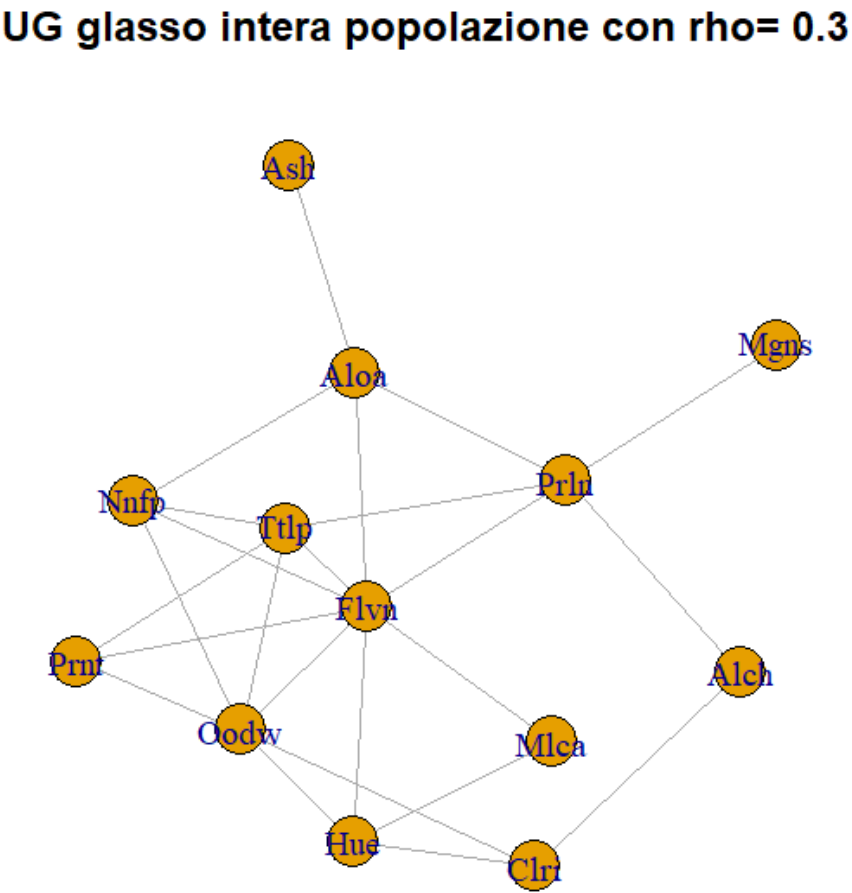 UG glasso intera popolazione con rho= 0.3
Ash
Mgns
Aloa
Prln
Nnfp
Ttlp
Flvn
Prnt
Alch
Oodw
Mlca
Hue
Clri